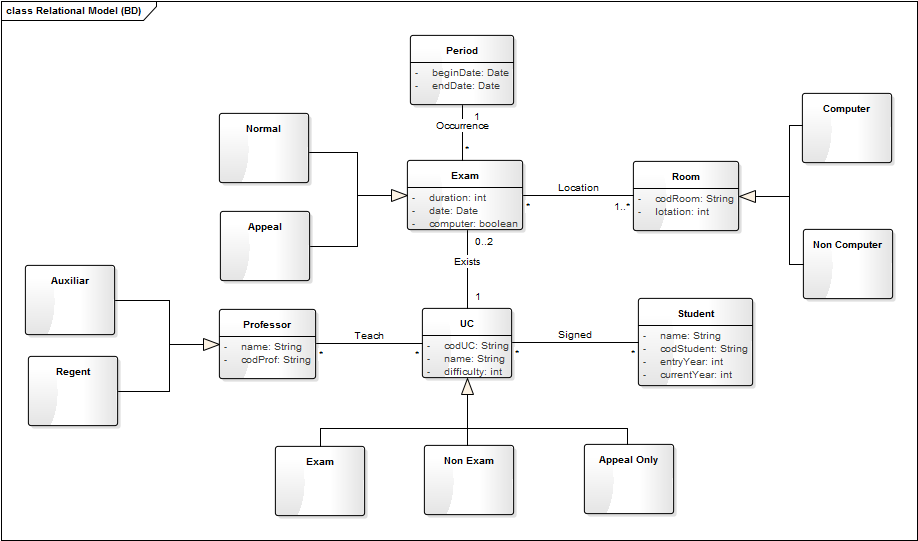 class Relational Model (BD)
Period
- beginDate: Date
- endDate: Date
1
Occurrence
*
Normal
Appeal
Exam
- duration: int
- date: Date
- computer: boolean
*
Location
1..*
Room
- codRoom: String
- lotation: int
Computer
Non Computer
0..2
Exists
1
Auxiliar
Regent
Professor
- name: String
- codProf: String
*
Teach
*
UC
- codUC: String
- name: String
- difficulty: int
*
Signed
*
Student
- name: String
- codStudent: String
- entryYear: int
- currentYear: int
Exam
Non Exam
Appeal Only